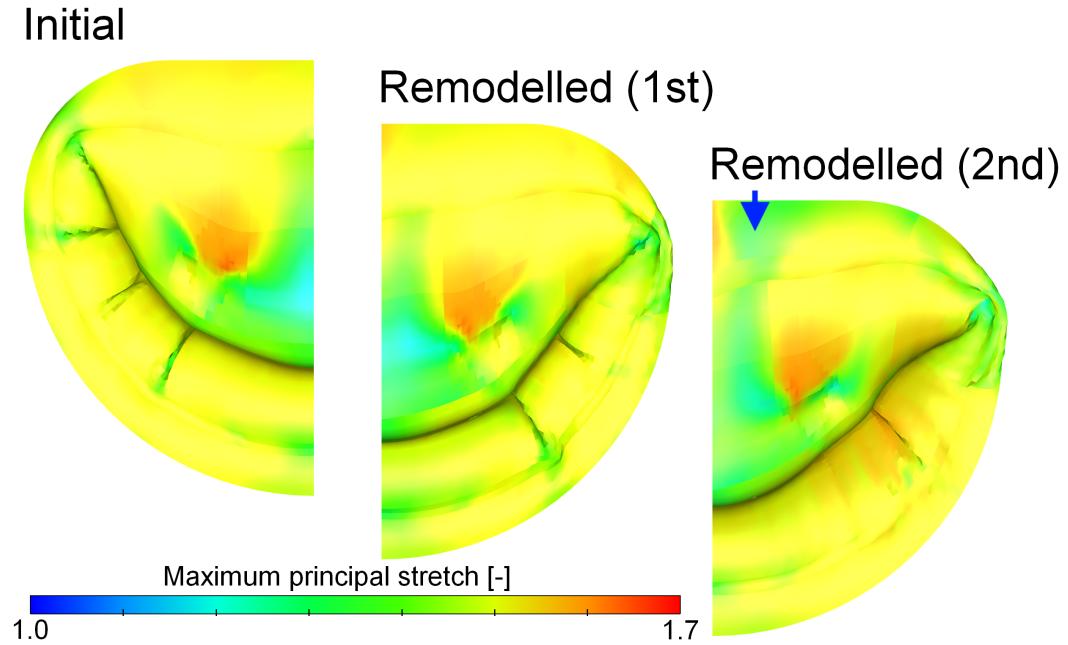 Initial
Remodelled (1st)
Remodelled (2nd)
Maximum principal stretch [-]
1.0
1.7